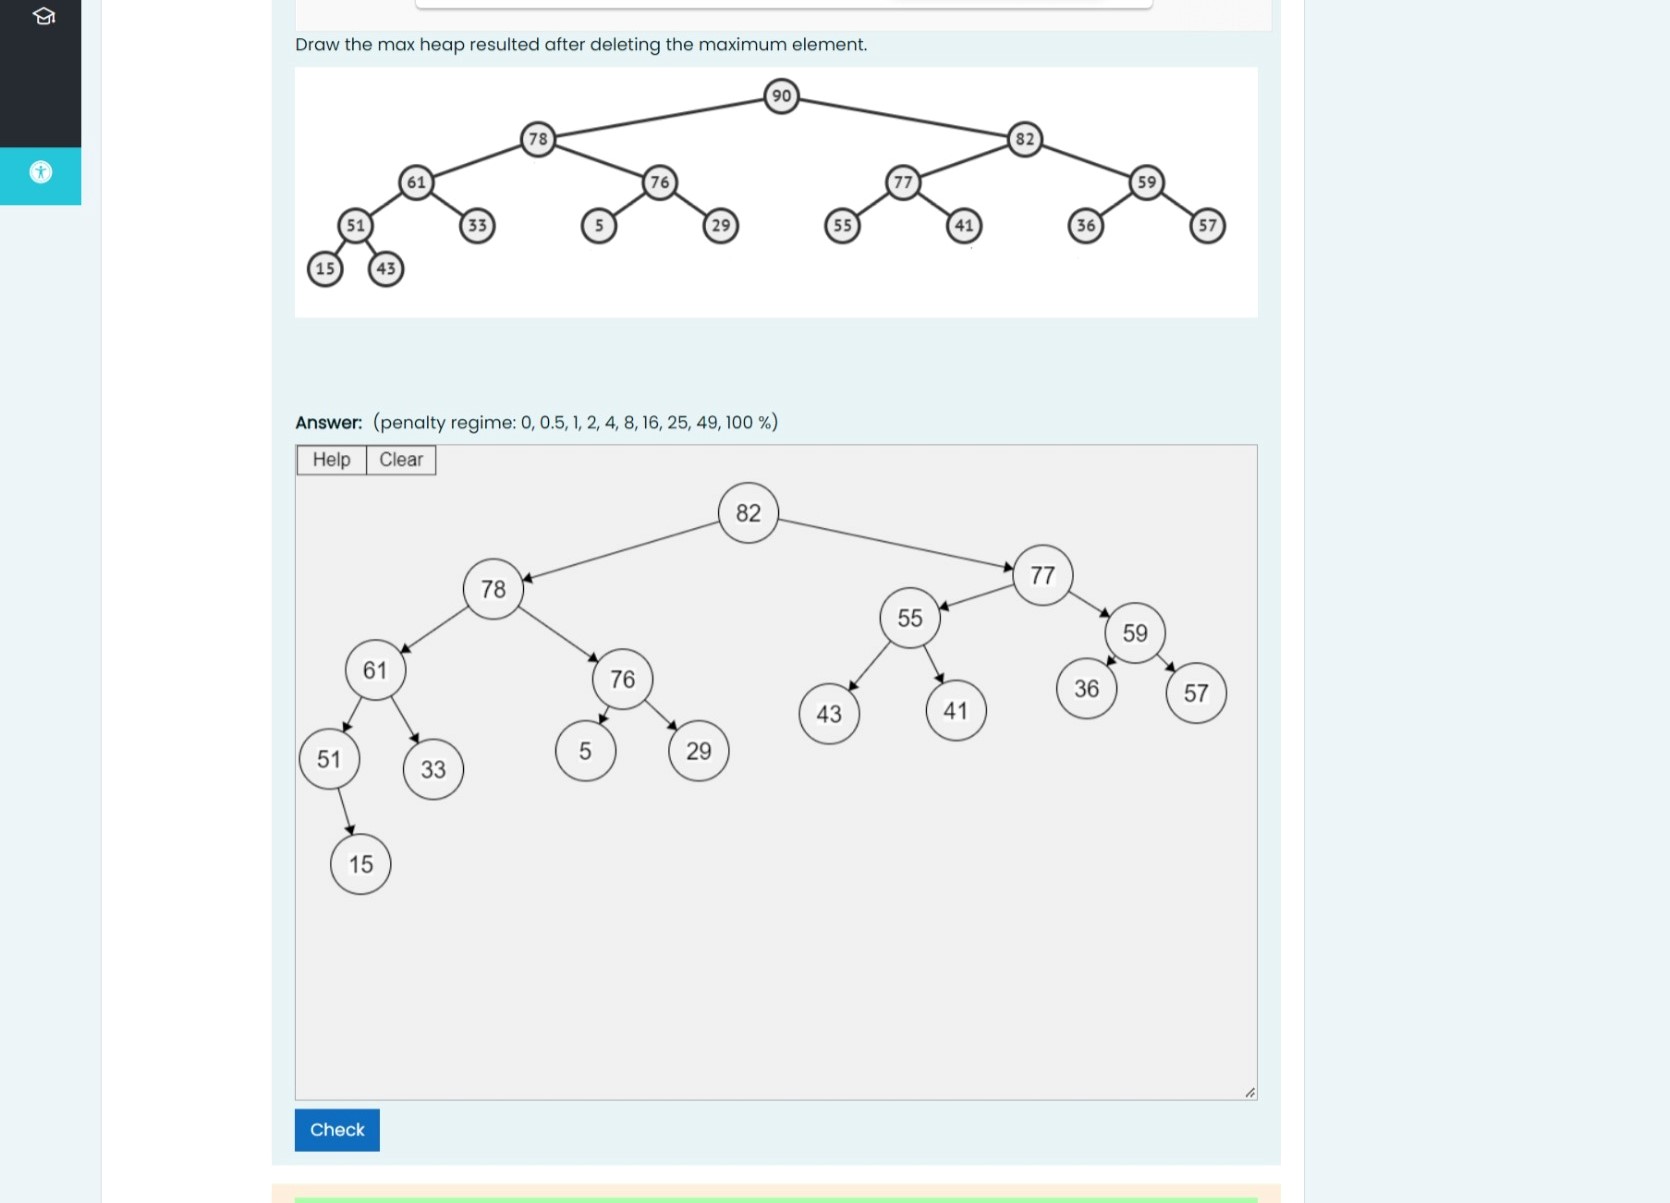 Draw the max heap resulted after deleting the maximum element.
90
78 82
61 76 77 59
51 33 5 29 55 41 36 57
15 43
Answer: (penalty regime: 0, 0.5, 1, 2, 4, 8, 16, 25, 49, 100 %)
Help Clear
82
78 77
61 76 55 59
51 33 5 29 43 41 36 57
15
Check